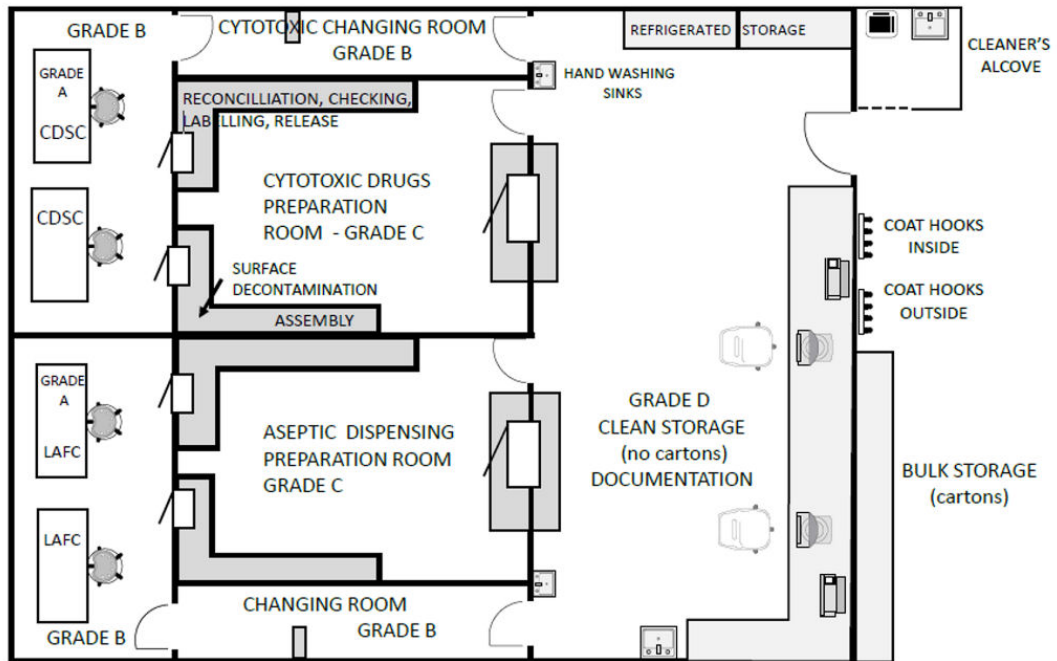 GRADE B
CYTOTOXIC CHANGING ROOM
GRADE B
REFRIGERATED
STORAGE
CLEANER'S
ALCOVE
HAND WASHING
SINKS
GRADE
A
CDSC
RECONCILLIATION, CHECKING,
LABELLING, RELEASE
CYTOTOXIC DRUGS
PREPARATION
ROOM - GRADE C
CDSC
SURFACE
DECONTAMINATION
ASSEMBLY
COAT HOOKS
INSIDE
COAT HOOKS
OUTSIDE
GRADE
A
LAFC
ASEPTIC DISPENSING
PREPARATION ROOM
GRADE C
GRADE D
CLEAN STORAGE
(no cartons)
DOCUMENTATION
BULK STORAGE
(cartons)
LAFC
GRADE B
CHANGING ROOM
GRADE B